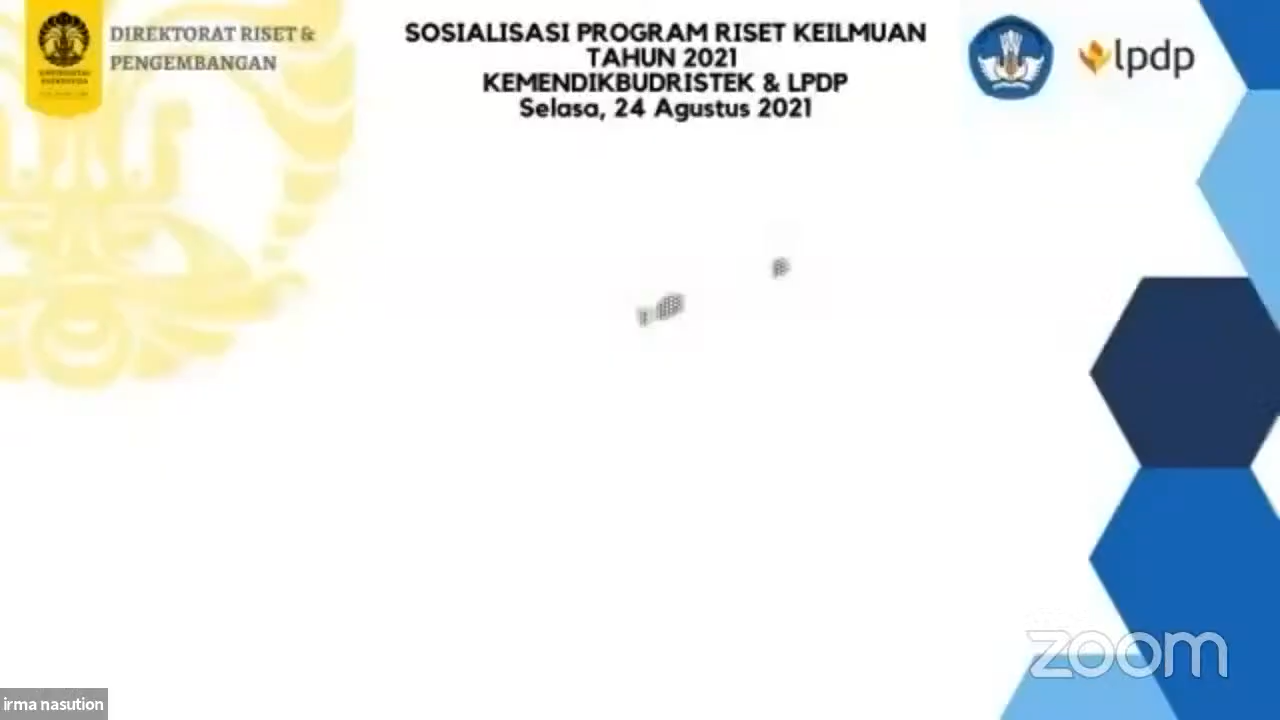 DIREKTORAT RISET &
PENGEMBANGAN
SOSIALISASI PROGRAM RISET KEILMUAN
TAHUN 2021
KEMENDIKBUDRISTEK & LPDP
Selasa, 24 Agustus 2021
lpdp
zoom
irma nasution